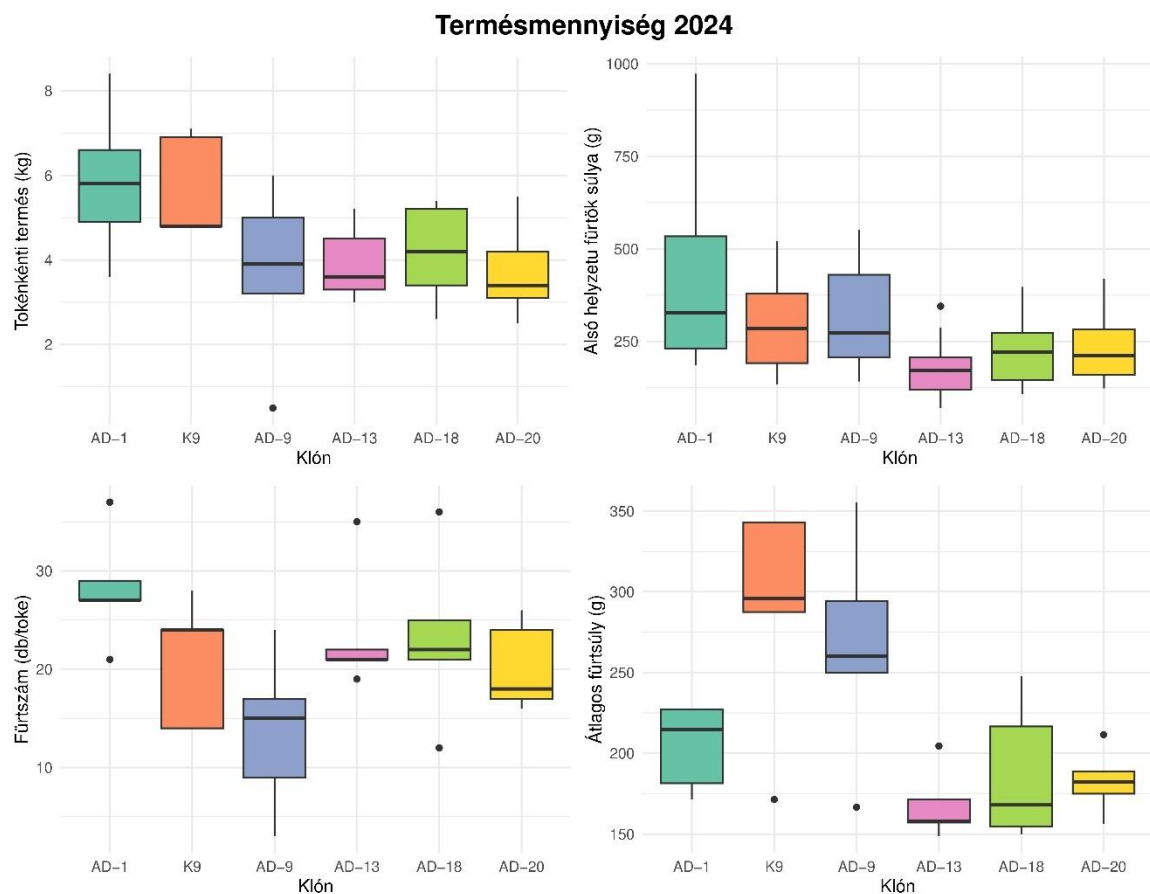 Termésmennyiség 2024
Tokénkénti termés (kg)
8
6
4
2
AD−1 K9 AD−9 AD−13 AD−18 AD−20
Klón
Alsó helyzetu fürtök súlya (g)
1000
750
500
250
AD−1 K9 AD−9 AD−13 AD−18 AD−20
Klón
Fürtszám (db/toke)
30
20
10
AD−1 K9 AD−9 AD−13 AD−18 AD−20
Klón
Átlagos fürtsúly (g)
350
300
250
200
150
AD−1 K9 AD−9 AD−13 AD−18 AD−20
Klón